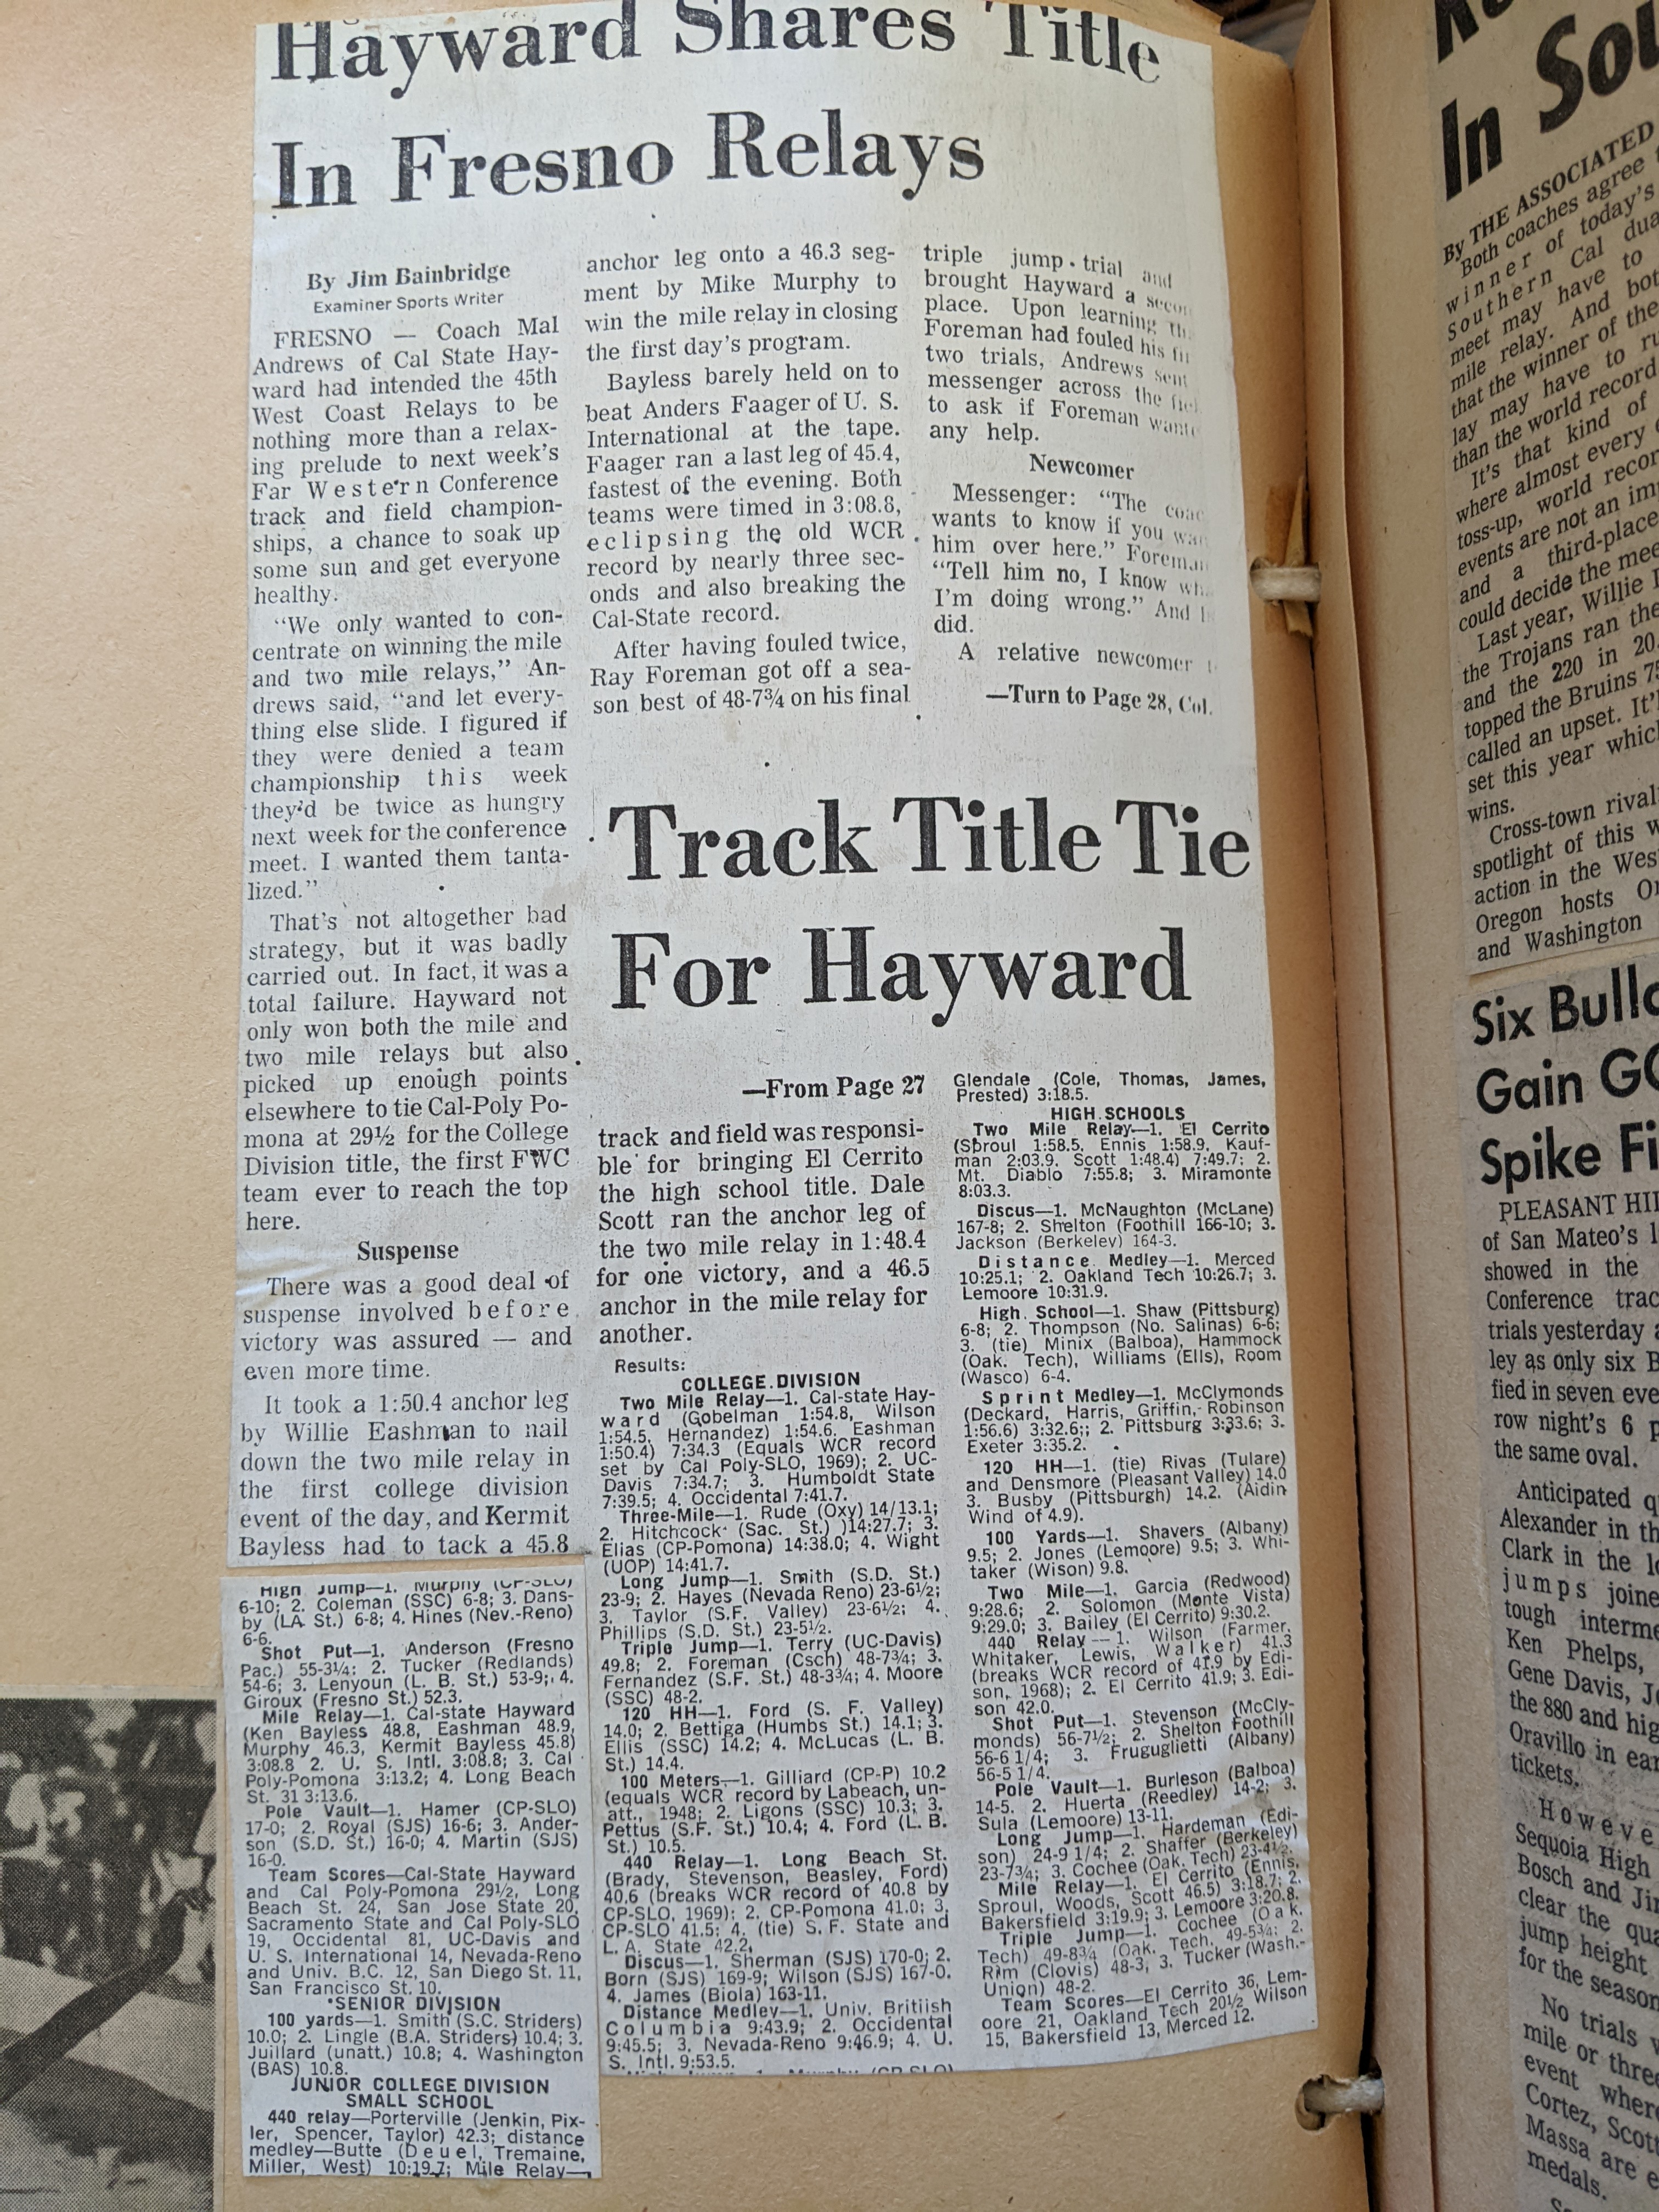 Hayward Shares Title
In Fresno Relays
By Jim Bainbridge
Examiner Sports Writer
FRESNO — Coach Mal
Andrews of Cal State Hay-
ward had intended the 45th
West Coast Relays to be
nothing more than a relax-
ing prelude to next week's
Far Western Conference
track and field champion-
ships, a chance to soak up
some sun and get everyone
healthy.
"We only wanted to con-
centrate on winning the mile
and two mile relays," An-
drews said, "and let every-
thing else slide. I figured if
they were denied a team
championship this week
they'd be twice as hungry
next week for the conference
meet. I wanted them tanta-
lized."
That's not altogether bad
strategy, but it was badly
carried out. In fact, it was a
total failure. Hayward not
only won both the mile and
two mile relays but also
picked up enough points
elsewhere to tie Cal-Poly Po-
mona at 29½ for the College
Division title, the first FWC
team ever to reach the top
here.
Suspense
There was a good deal of
suspense involved before
victory was assured — and
even more time.
It took a 1:50.4 anchor leg
by Willie Eashman to nail
down the two mile relay in
the first college division
event of the day, and Kermit
Bayless had to tack a 45.8
anchor leg onto a 46.3 seg-
ment by Mike Murphy to
win the mile relay in closing
the first day's program.
Bayless barely held on to
beat Anders Faager of U. S.
International at the tape.
Faager ran a last leg of 45.4,
fastest of the evening. Both
teams were timed in 3:08.8,
eclipsing the old WCR
record by nearly three sec-
onds and also breaking the
Cal-State record.
After having fouled twice,
Ray Foreman got off a sea-
son best of 48-7¾ on his final
triple jump trial and
brought Hayward a
place. Upon learning
Foreman had fouled his
two trials, Andrews sent
messenger across the
to ask if Foreman
any help.
Newcomer
Messenger: "The
wants to know if you
him over here."
"Tell him no, I know
I'm doing wrong." And
did.
A relative newcomer
—Turn to Page 28, Col.
Track Title Tie
For Hayward
—From Page 27
track and field was responsi-
ble for bringing El Cerrito
the high school title. Dale
Scott ran the anchor leg of
the two mile relay in 1:48.4
for one victory, and a 46.5
anchor in the mile relay for
another.
Results:
COLLEGE DIVISION
Two Mile Relay—1. Cal-state Hay-
ward (Gobelman 1:54.8, Wilson
1:54.5, Hernandez) 1:54.6, Eashman
1:50.4) 7:34.3 (Equals WCR record
set by Cal Poly-SLO, 1969); 2. UC-
Davis 7:34.7; 3. Humboldt State
7:39.5; 4. Occidental 7:41.7.
Three-Mile—1. Rude (Oxy) 14/13.1;
2. Hitchcock (Sac. St.) )14:27.7; 3.
Elias (CP-Pomona) 14:38.0; 4. Wight
(UOP) 14:41.7.
Long Jump—1. Smith (S.D. St.)
23-9; 2. Hayes (Nevada Reno) 23-6½;
3. Taylor (S.F. Valley) 23-6½; 4.
Phillips (S.D. St.) 23-5½.
Triple Jump—1. Terry (UC-Davis)
49.8; 2. Foreman (Csch) 48-7¾; 3.
Fernandez (S.F. St.) 48-3¾; 4. Moore
(SSC) 48-2.
120 HH—1. Ford (S. F. Valley)
14.0; 2. Bettiga (Humbs St.) 14.1; 3.
Ellis (SSC) 14.2; 4. McLucas (L. B.
St.) 14.4.
100 Meters—1. Gilliard (CP-P) 10.2
(equals WCR record by Labeach, un-
att., 1948; 2. Ligons (SSC) 10.3; 3.
Pettus (S.F. St.) 10.4; 4. Ford (L. B.
St.) 10.5.
440 Relay—1. Long Beach St.
(Brady, Stevenson, Beasley, Ford)
40.6 (breaks WCR record of 40.8 by
CP-SLO, 1969); 2. CP-Pomona 41.0; 3.
CP-SLO 41.5; 4. (tie) S. F. State and
L. A. State 42.2.
Discus—1. Sherman (SJS) 170-0; 2.
Born (SJS) 169-9; Wilson (SJS) 167-0.
4. James (Biola) 163-11.
Distance Medley—1. Univ. Britiish
Columbia 9:43.9; 2. Occidental
9:45.5; 3. Nevada-Reno 9:46.9; 4. U.
S. Intl. 9:53.5.
High Jump—1. Murphy (CP-SLO)
6-10; 2. Coleman (SSC) 6-8; 3. Dans-
by (LA St.) 6-8; 4. Hines (Nev.-Reno)
6-6.
Shot Put—1. Anderson (Fresno
Pac.) 55-3¼; 2. Tucker (Redlands)
54-6; 3. Lenyoun (L. B. St.) 53-9; 4.
Giroux (Fresno St.) 52.3.
Mile Relay—1. Cal-state Hayward
(Ken Bayless 48.8, Eashman 48.9,
Murphy 46.3, Kermit Bayless 45.8)
3:08.8 2. U. S. Intl. 3:08.8; 3. Cal
Poly-Pomona 3:13.2; 4. Long Beach
St. 31 3:13.6.
Pole Vault—1. Hamer (CP-SLO)
17-0; 2. Royal (SJS) 16-6; 3. Ander-
son (S.D. St.) 16-0; 4. Martin (SJS)
16-0.
Team Scores—Cal-State Hayward
and Cal Poly-Pomona 29½, Long
Beach St. 24, San Jose State 20,
Sacramento State and Cal Poly-SLO
19, Occidental 81, UC-Davis and
U. S. International 14, Nevada-Reno
and Univ. B.C. 12, San Diego St. 11,
San Francisco St. 10.
SENIOR DIVISION
100 yards—1. Smith (S.C. Striders)
10.0; 2. Lingle (B.A. Striders) 10.4; 3.
Juillard (unatt.) 10.8; 4. Washington
(BAS) 10.8.
JUNIOR COLLEGE DIVISION
SMALL SCHOOL
440 relay—Porterville (Jenkin, Pix-
ler, Spencer, Taylor) 42.3; distance
medley—Butte (Deuel, Tremaine,
Miller, West) 10:19.7; Mile Relay—
Glendale (Cole, Thomas, James,
Prested) 3:18.5.
HIGH SCHOOLS
Two Mile Relay—1. El Cerrito
(Sproul 1:58.5, Ennis 1:58.9, Kauf-
man 2:03.9. Scott 1:48.4) 7:49.7; 2.
Mt. Diablo 7:55.8; 3. Miramonte
8:03.3.
Discus—1. McNaughton (McLane)
167-8; 2. Shelton (Foothill 166-10; 3.
Jackson (Berkeley) 164-3.
Distance Medley—1. Merced
10:25.1; 2. Oakland Tech 10:26.7; 3.
Lemoore 10:31.9.
High School—1. Shaw (Pittsburg)
6-8; 2. Thompson (No. Salinas) 6-6;
3. (tie) Minix (Balboa), Hammock
(Oak. Tech), Williams (Ells), Room
(Wasco) 6-4.
Sprint Medley—1. McClymonds
(Deckard, Harris, Griffin, Robinson
1:56.6) 3:32.6;; 2. Pittsburg 3:33.6; 3.
Exeter 3:35.2.
120 HH—1. (tie) Rivas (Tulare)
and Densmore (Pleasant Valley) 14.0
3. Busby (Pittsburgh) 14.2. (Aidin
Wind of 4.9).
100 Yards—1. Shavers (Albany)
9.5; 2. Jones (Lemoore) 9.5; 3. Whi-
taker (Wison) 9.8.
Two Mile—1. Garcia (Redwood)
9:28.6; 2. Solomon (Monte Vista)
9:29.0; 3. Bailey (El Cerrito) 9:30.2.
440 Relay — 1. Wilson (Farmer,
Whitaker, Lewis, Walker) 41.3
(breaks WCR record of 41.9 by Edi-
son, 1968); 2. El Cerrito 41.9; 3. Edi-
son 42.0.
Shot Put—1. Stevenson (McCly-
monds) 56-7½; 2. Shelton Foothill
56-6 1/4; 3. Fruguglietti (Albany)
56-5 1/4.
Pole Vault—1. Burleson (Balboa)
14-5. 2. Huerta (Reedley) 14-2; 3.
Sula (Lemoore) 13-11.
Long Jump—1. Hardeman (Edi-
son) 24-9 1/4; 2. Shaffer (Berkeley)
23-7¾; 3. Cochee (Oak. Tech) 23-4½.
Mile Relay—1. El Cerrito (Ennis,
Sproul, Woods, Scott 46.5) 3:18.7; 2.
Bakersfield 3:19.9; 3. Lemoore 3:20.8.
Triple Jump—1. Cochee (Oak.
Tech) 49-8¾ (Oak. Tech. 49-5¾; 2.
Rim (Clovis) 48-3, 3. Tucker (Wash.-
Union) 48-2.
Team Scores—El Cerrito 36, Lem-
oore 21, Oakland Tech 20½ Wilson
15, Bakersfield 13, Merced 12.
In
By THE ASSOCIATED
Both coaches agree
winner of today's
Southern Cal
meet may have to
mile relay. And
that the winner of the
lay may have to
than the world record
It's that kind of
where almost every
toss-up, world
events are not an
and a third-place
could decide the
Last year, Willie
the Trojans ran the
and the 220 in 20.
topped the Bruins
called an upset.
set this year
wins.
Cross-town
spotlight of this
action in the
Oregon hosts
and Washington
Six
Gain
Spike
PLEASANT
of San Mateo's
showed in the
Conference
trials yesterday
ley as only six
fied in seven
row night's 6
the same oval.
Anticipated
Alexander in
Clark in the
jumps
tough
Ken Phelps,
Gene Davis,
the 880 and
Oravillo in
tickets.
Sequoia High
Bosch and
clear the
jump height
for the
No trials
mile or
event
Cortez,
Massa are
medals.